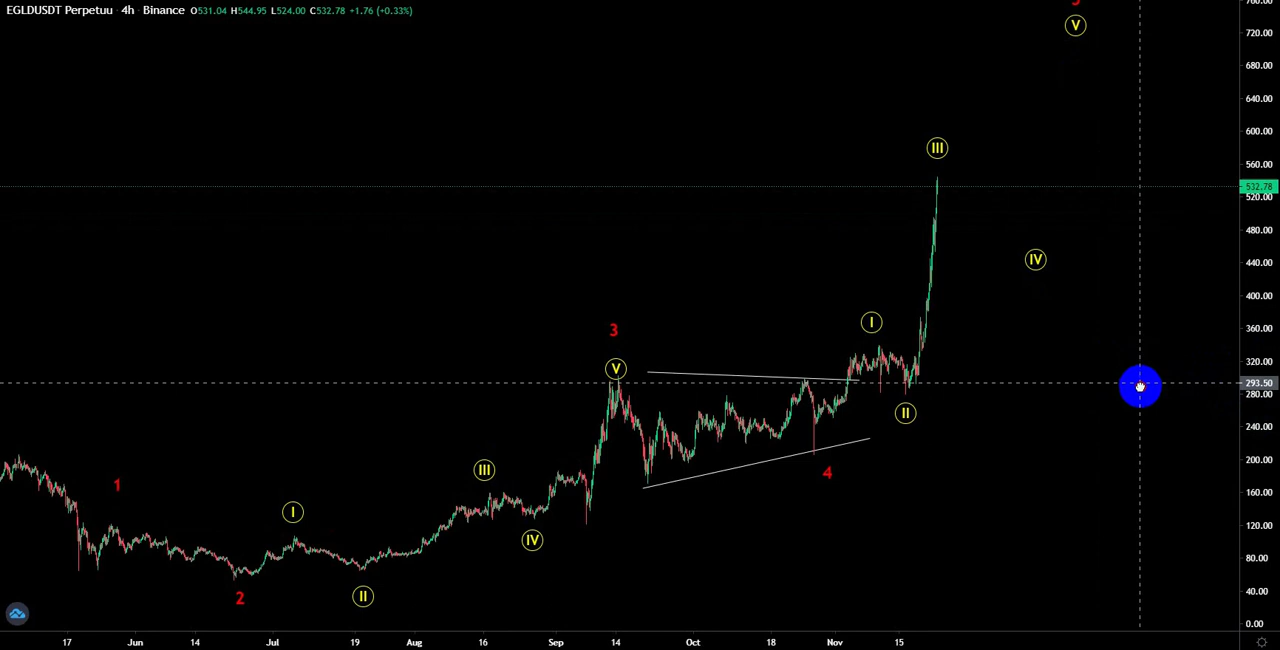 EGLDUSDT Perpetuu · 4h · Binance O531.04 H544.95 L524.00 C532.78 +1.76 (+0.33%)
5
V
III
IV
I
II
3
V
4
III
IV
1
I
2
II
760.00
720.00
680.00
640.00
600.00
560.00
532.78
520.00
480.00
440.00
400.00
360.00
320.00
293.50
280.00
240.00
200.00
160.00
120.00
80.00
40.00
0.00
17 Jun 14 Jul 19 Aug 16 Sep 14 Oct 18 Nov 15